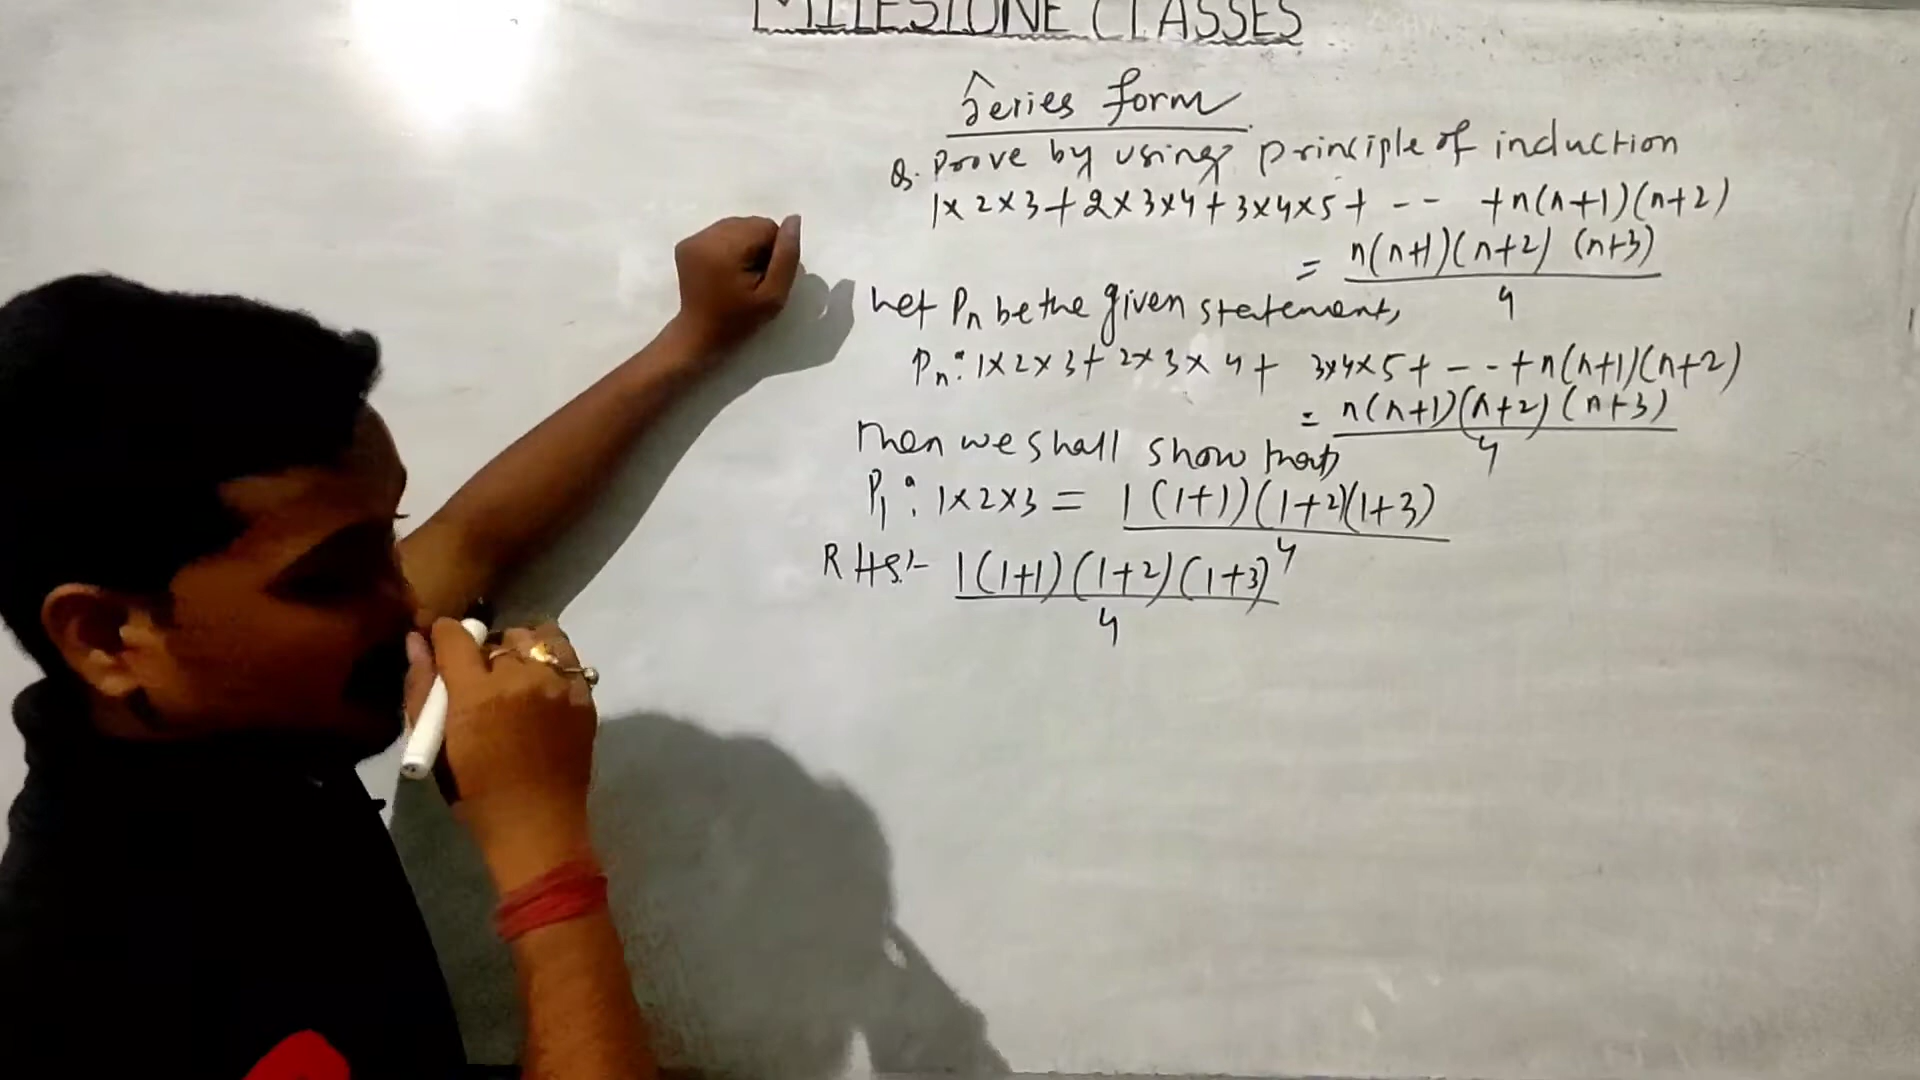 MILESTONE CLASSES
Series form
Q. Prove by using principle of induction
1×2×3+2×3×4+3×4×5+ -- +n(n+1)(n+2)
= n(n+1)(n+2)(n+3)/4
Let Pn be the given statement,
Pn: 1×2×3+2×3×4+3×4×5+---+n(n+1)(n+2)
= n(n+1)(n+2)(n+3)/4
Then we shall show that,
P1: 1×2×3 = 1(1+1)(1+2)(1+3)/4
RHS:- 1(1+1)(1+2)(1+3)/4